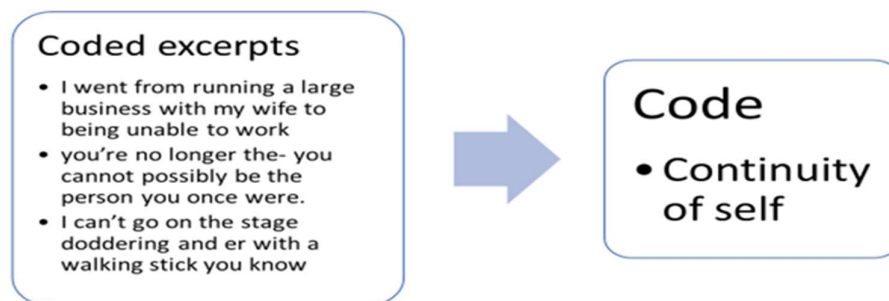 Coded excerpts
• I went from running a large
business with my wife to
being unable to work
• you’re no longer the- you
cannot possibly be the
person you once were.
• I can’t go on the stage
doddering and er with a
walking stick you know
Code
• Continuity
of self